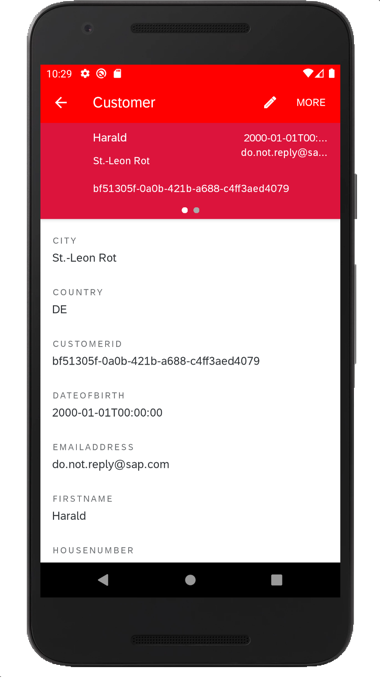 10:29
Customer
MORE
Harald
2000-01-01T00:...
do.not.reply@sa...
St.-Leon Rot
bf51305f-0a0b-421b-a688-c4ff3aed4079
CITY
St.-Leon Rot
COUNTRY
DE
CUSTOMERID
bf51305f-0a0b-421b-a688-c4ff3aed4079
DATEOFBIRTH
2000-01-01T00:00:00
EMAILADDRESS
do.not.reply@sap.com
FIRSTNAME
Harald
HOUSENUMBER